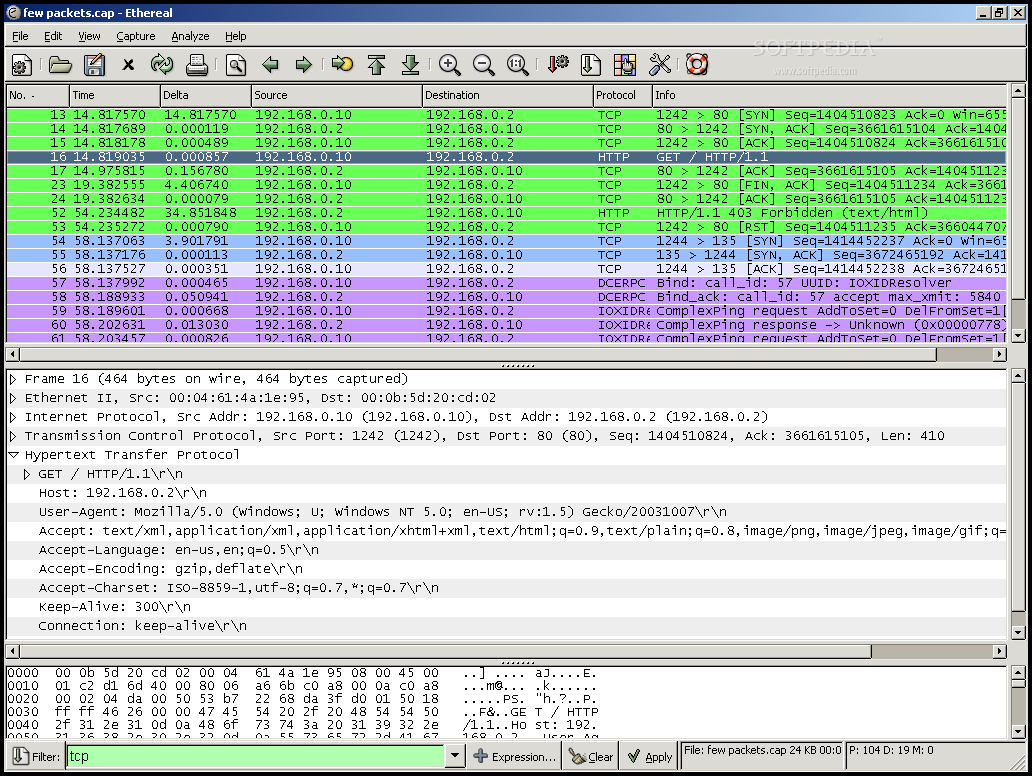 few packets.cap - Ethereal
File Edit View Capture Analyze Help
SOFTPEDIA
www.softpedia.com
No. - Time Delta Source Destination Protocol Info
13 14.817570 14.817570 192.168.0.10 192.168.0.2 TCP 1242 > 80 [SYN] Seq=1404510823 Ack=0 Win=655
14 14.817689 0.000119 192.168.0.2 192.168.0.10 TCP 80 > 1242 [SYN, ACK] Seq=3661615104 Ack=1404
15 14.818178 0.000489 192.168.0.10 192.168.0.2 TCP 1242 > 80 [ACK] Seq=1404510824 Ack=366161510
16 14.819035 0.000857 192.168.0.10 192.168.0.2 HTTP GET / HTTP/1.1
17 14.975815 0.156780 192.168.0.2 192.168.0.10 TCP 80 > 1242 [ACK] Seq=3661615105 Ack=140451123
23 19.382555 4.406740 192.168.0.10 192.168.0.2 TCP 1242 > 80 [FIN, ACK] Seq=1404511234 Ack=3661
24 19.382634 0.000079 192.168.0.2 192.168.0.10 TCP 80 > 1242 [ACK] Seq=3661615105 Ack=140451123
52 54.234482 34.851848 192.168.0.2 192.168.0.10 HTTP HTTP/1.1 403 Forbidden (text/html)
53 54.235272 0.000790 192.168.0.10 192.168.0.2 TCP 1242 > 80 [RST] Seq=1404511235 Ack=366044707
54 58.137063 3.901791 192.168.0.10 192.168.0.2 TCP 1244 > 135 [SYN] Seq=1414452237 Ack=0 Win=65
55 58.137176 0.000113 192.168.0.2 192.168.0.10 TCP 135 > 1244 [SYN, ACK] Seq=3672465192 Ack=141
56 58.137527 0.000351 192.168.0.10 192.168.0.2 TCP 1244 > 135 [ACK] Seq=1414452238 Ack=36724651
57 58.137992 0.000465 192.168.0.10 192.168.0.2 DCERPC Bind: call_id: 57 UUID: IOXIDResolver
58 58.188933 0.050941 192.168.0.2 192.168.0.10 DCERPC Bind_ack: call_id: 57 accept max_xmit: 5840
59 58.189601 0.000668 192.168.0.10 192.168.0.2 IOXIDRe ComplexPing request AddToSet=0 DelFromSet=1[
60 58.202631 0.013030 192.168.0.2 192.168.0.10 IOXIDRe ComplexPing response -> Unknown (0x00000778)
61 58.203457 0.000826 192.168.0.10 192.168.0.2 IOXIDRe ComplexPing request AddToSet=0 DelFromSet=1[
Frame 16 (464 bytes on wire, 464 bytes captured)
Ethernet II, Src: 00:04:61:4a:1e:95, Dst: 00:0b:5d:20:cd:02
Internet Protocol, Src Addr: 192.168.0.10 (192.168.0.10), Dst Addr: 192.168.0.2 (192.168.0.2)
Transmission Control Protocol, Src Port: 1242 (1242), Dst Port: 80 (80), Seq: 1404510824, Ack: 3661615105, Len: 410
Hypertext Transfer Protocol
GET / HTTP/1.1\r\n
Host: 192.168.0.2\r\n
User-Agent: Mozilla/5.0 (Windows; U; Windows NT 5.0; en-US; rv:1.5) Gecko/20031007\r\n
Accept: text/xml,application/xml,application/xhtml+xml,text/html;q=0.9,text/plain;q=0.8,image/png,image/jpeg,image/gif;q=
Accept-Language: en-us,en;q=0.5\r\n
Accept-Encoding: gzip,deflate\r\n
Accept-Charset: ISO-8859-1,utf-8;q=0.7,*;q=0.7\r\n
Keep-Alive: 300\r\n
Connection: keep-alive\r\n
0000 00 0b 5d 20 cd 02 00 04 61 4a 1e 95 08 00 45 00 ..] .... aJ....E.
0010 01 c2 d1 6d 40 00 80 06 a6 6b c0 a8 00 0a c0 a8 ...m@... .k......
0020 00 02 04 da 00 50 53 b7 22 68 da 3f d0 01 50 18 .....PS. "h.?..P.
0030 ff ff 46 26 00 00 47 45 54 20 2f 20 48 54 54 50 ..F&..GE T / HTTP
0040 2f 31 2e 31 0d 0a 48 6f 73 74 3a 20 31 39 32 2e /1.1..Ho st: 192.
0050 31 36 38 2e 30 2e 32 0d 0a 55 73 65 72 2d 41 67 168.0.2. .User-Ag
Filter: tcp Expression... Clear Apply File: few packets.cap 24 KB 00:0 P: 104 D: 19 M: 0